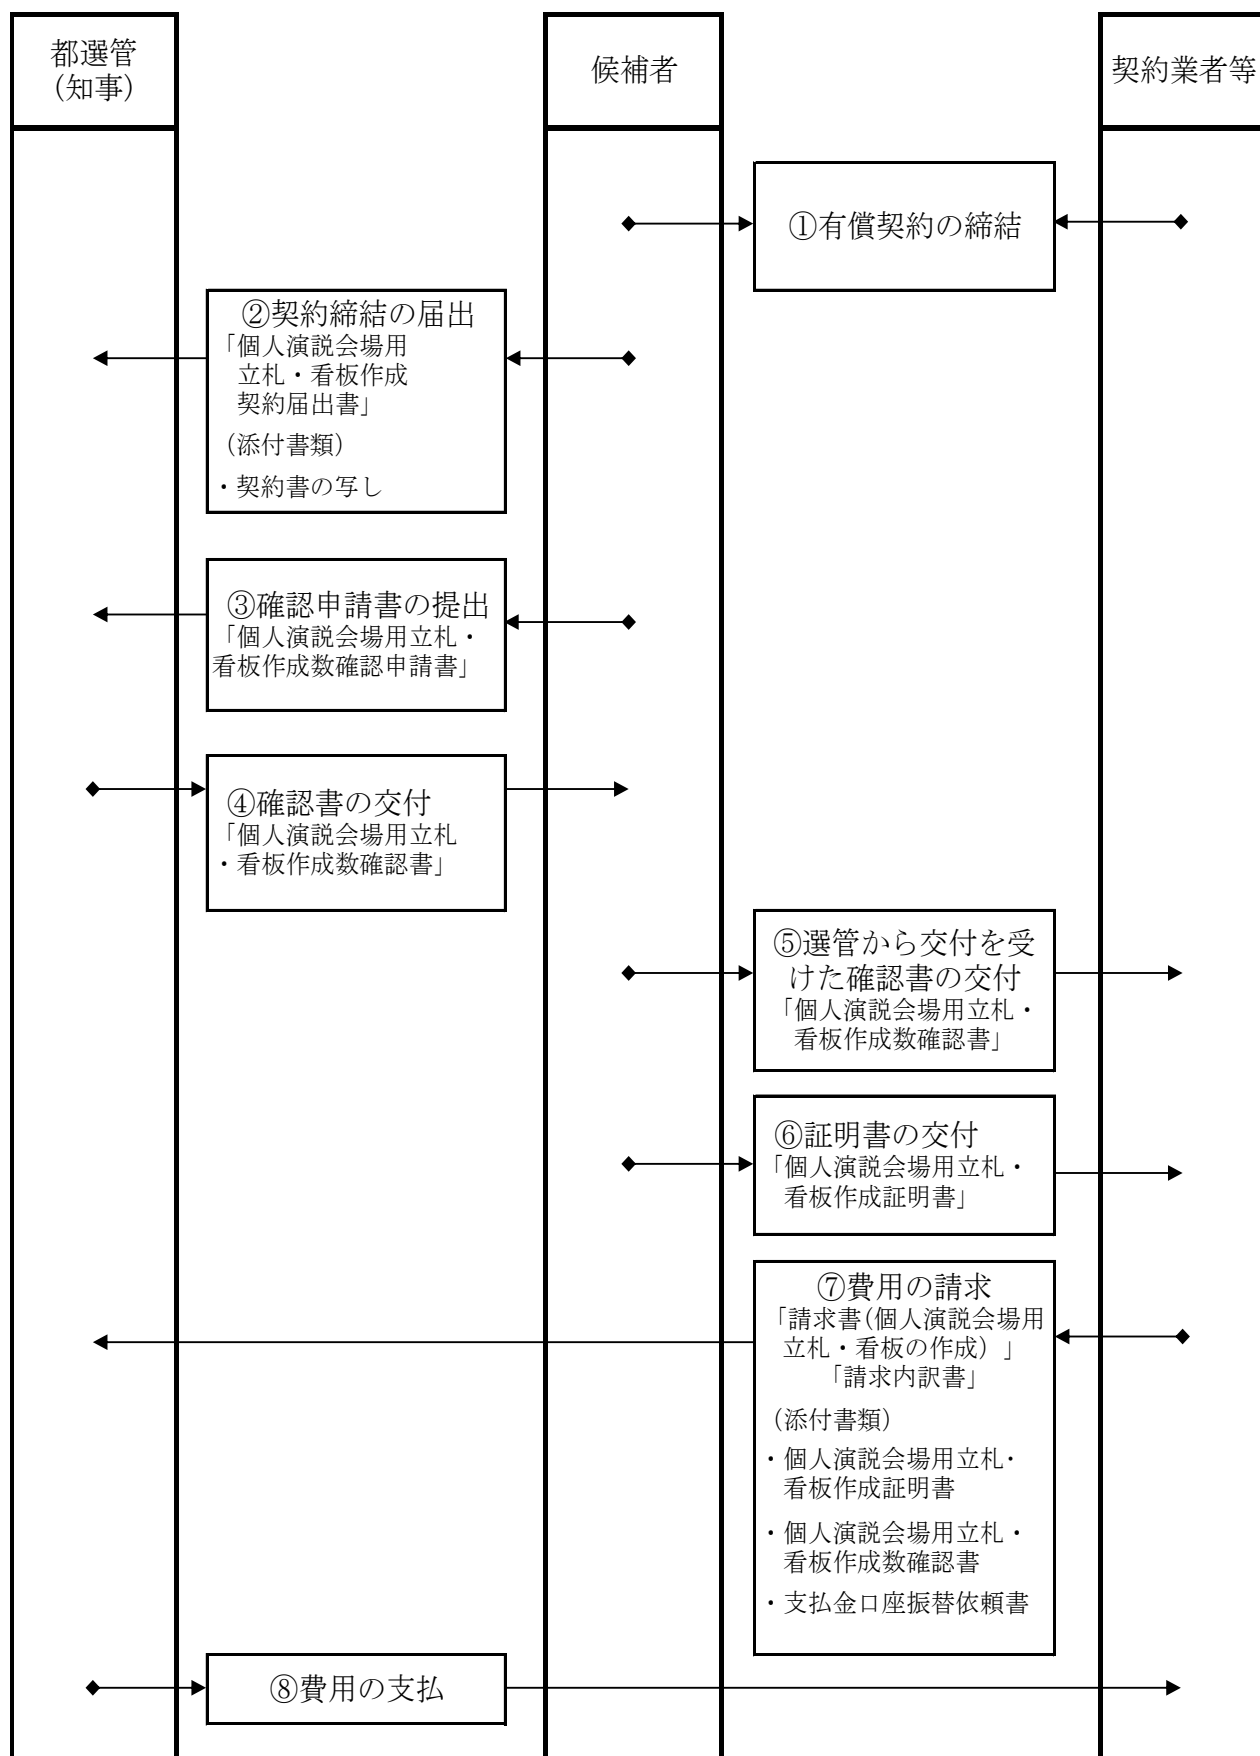 都選管
（知事）
候補者
契約業者等
①有償契約の締結
②契約締結の届出
「個人演説会場用
立札・看板作成
契約届出書」
（添付書類）
・契約書の写し
③確認申請書の提出
「個人演説会場用立札・
看板作成数確認申請書」
④確認書の交付
「個人演説会場用立札
・看板作成数確認書」
⑤選管から交付を受
けた確認書の交付
「個人演説会場用立札・
看板作成数確認書」
⑥証明書の交付
「個人演説会場用立札・
看板作成証明書」
⑦費用の請求
「請求書（個人演説会場用
立札・看板の作成）」
「請求内訳書」
（添付書類）
・個人演説会場用立札・
看板作成証明書
・個人演説会場用立札・
看板作成数確認書
・支払金口座振替依頼書
⑧費用の支払